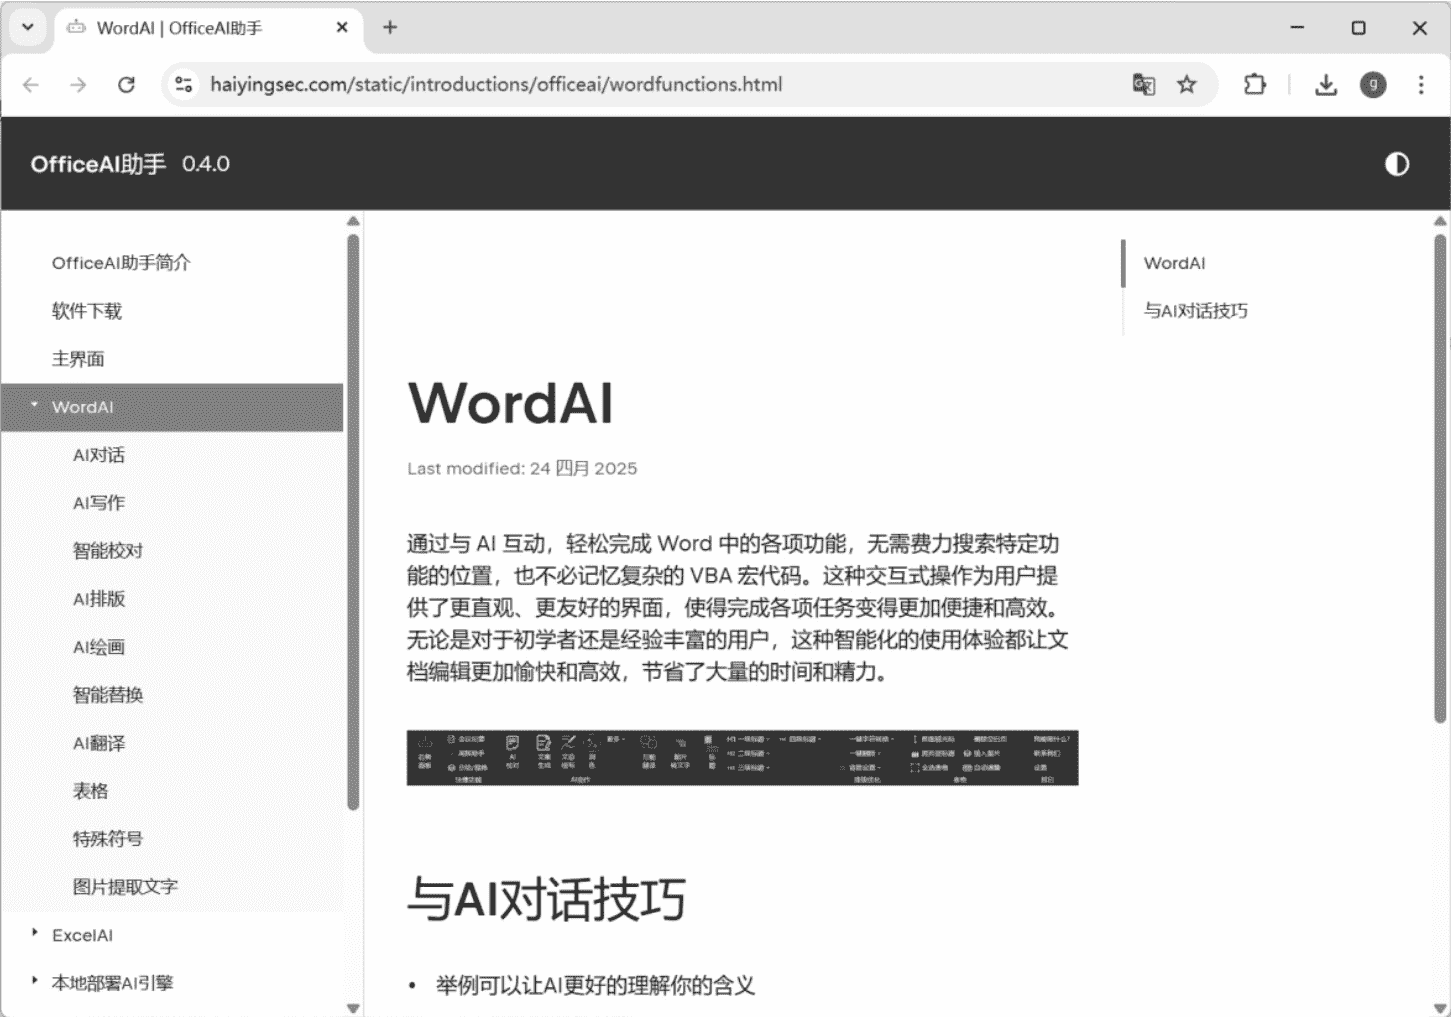 WordAI | OfficeAI助手
haiyingsec.com/static/introductions/officeai/wordfunctions.html
g
OfficeAI助手 0.4.0
OfficeAI助手简介
软件下载
主界面
WordAI
AI对话
AI写作
智能校对
AI排版
AI绘画
智能替换
AI翻译
表格
特殊符号
图片提取文字
ExcelAI
本地部署AI引擎
WordAI
Last modified: 24 四月 2025
通过与 AI 互动，轻松完成 Word 中的各项功能，无需费力搜索特定功
能的位置，也不必记忆复杂的 VBA 宏代码。这种交互式操作为用户提
供了更直观、更友好的界面，使得完成各项任务变得更加便捷和高效。
无论是对于初学者还是经验丰富的用户，这种智能化的使用体验都让文
档编辑更加愉快和高效，节省了大量的时间和精力。
与AI对话技巧
• 举例可以让AI更好的理解你的含义
WordAI
与AI对话技巧